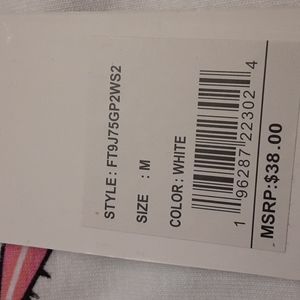 STYLE : FT9J75GP2WS2
SIZE : M
COLOR : WHITE
1 96287 22302 4
MSRP:$38.00